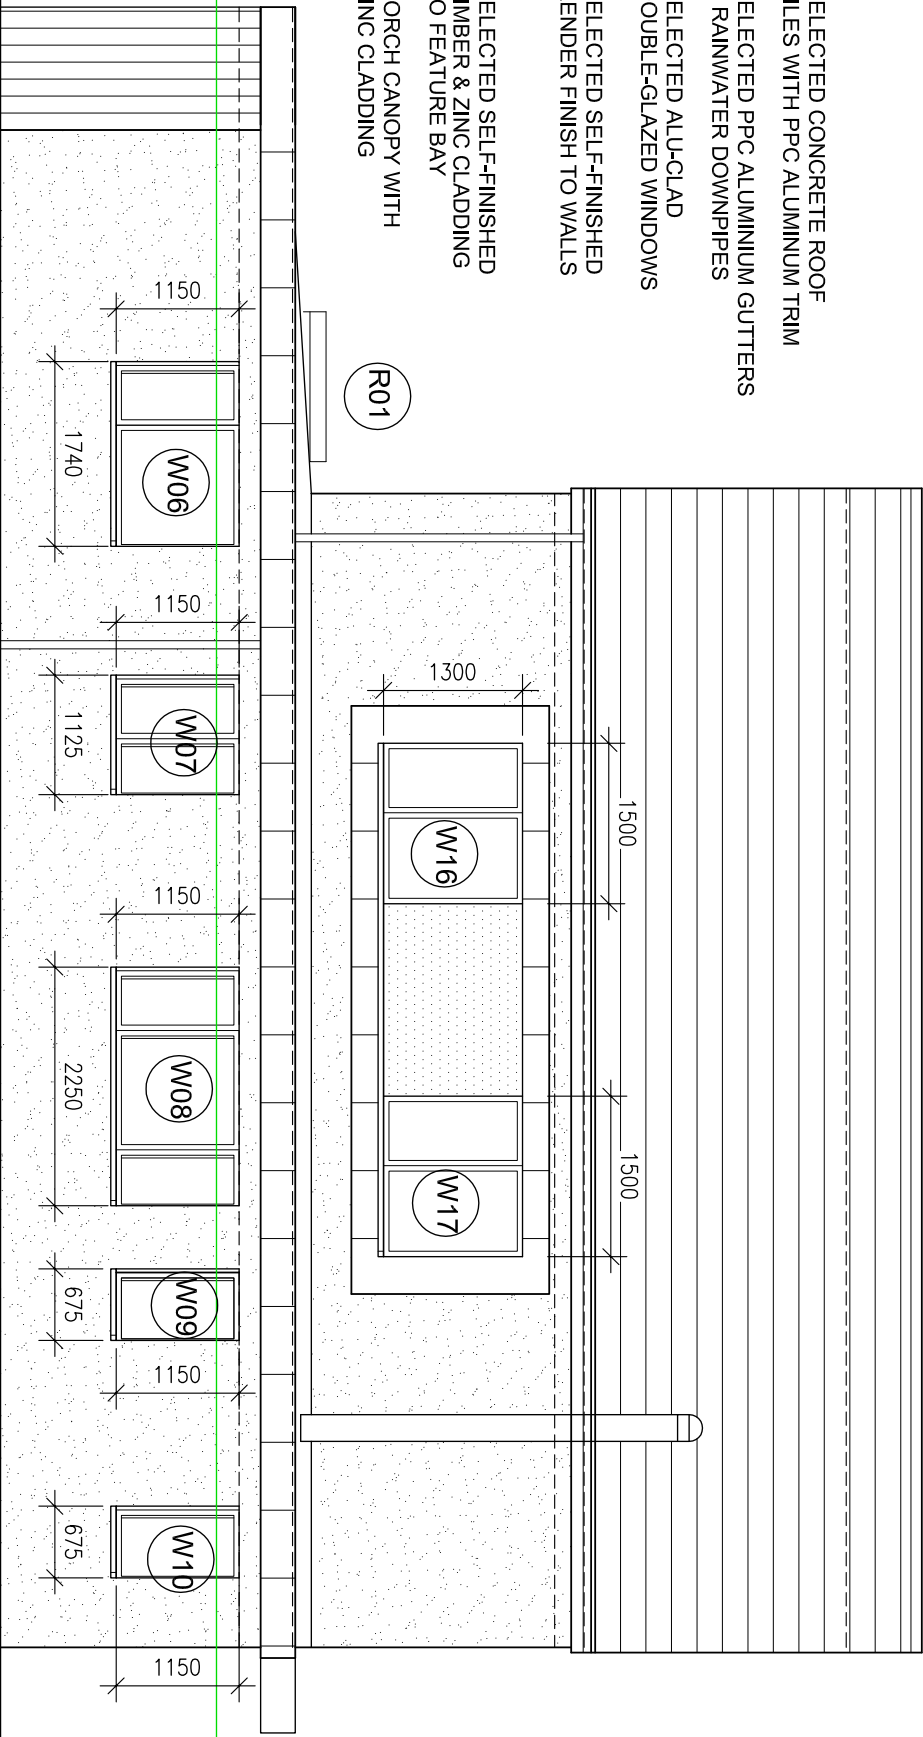 ELECTED CONCRETE ROOF
ILES WITH PPC ALUMINUM TRIM
ELECTED PPC ALUMINIUM GUTTERS
RAINWATER DOWNPIPES
ELECTED ALU-CLAD
OUBLE-GLAZED WINDOWS
ELECTED SELF-FINISHED
ENDER FINISH TO WALLS
ELECTED SELF-FINISHED
IMBER & ZINC CLADDING
O FEATURE BAY
ORCH CANOPY WITH
INC CLADDING
R01
1500
1500
1300
W16
W17
1150
1150
1150
1150
1150
W06
W07
W08
W09
W10
1740
1125
2250
675
675